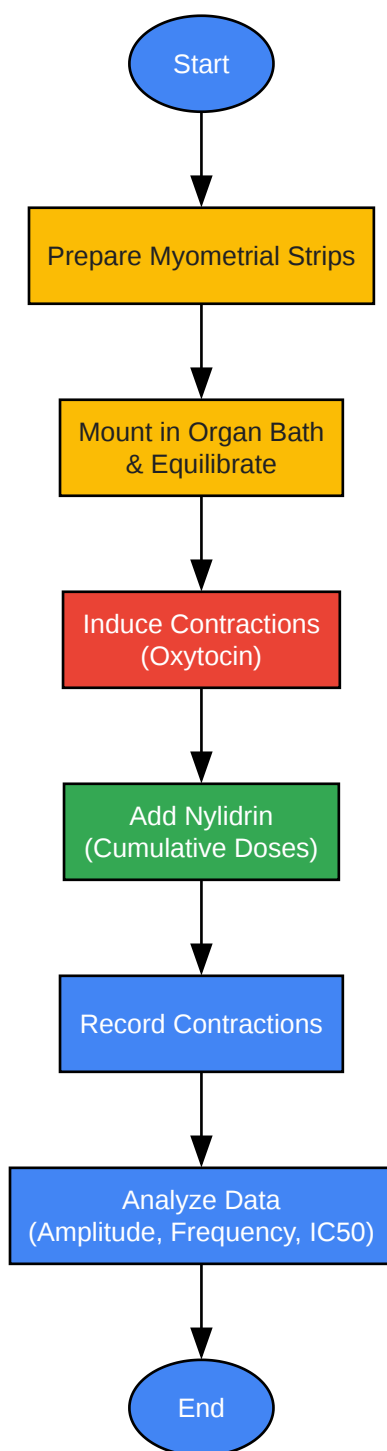 Start
Prepare Myometrial Strips
Mount in Organ Bath
& Equilibrate
Induce Contractions
(Oxytocin)
Add Nylidrin
(Cumulative Doses)
Record Contractions
Analyze Data
(Amplitude, Frequency, IC50)
End